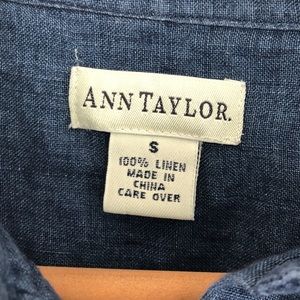 ANN TAYLOR.
S
100% LINEN
MADE IN
CHINA
CARE OVER